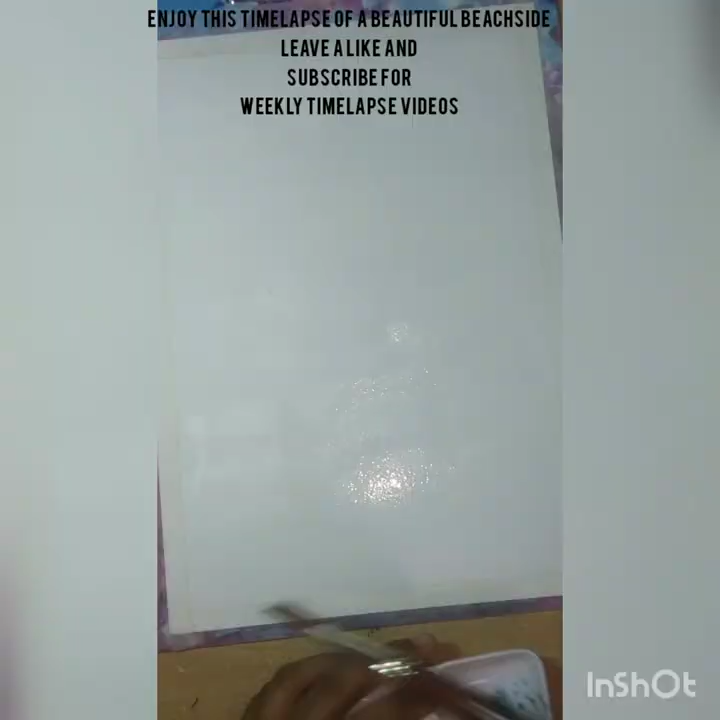 ENJOY THIS TIMELAPSE OF A BEAUTIFUL BEACHSIDE
LEAVE A LIKE AND
SUBSCRIBE FOR
WEEKLY TIMELAPSE VIDEOS
InShOt